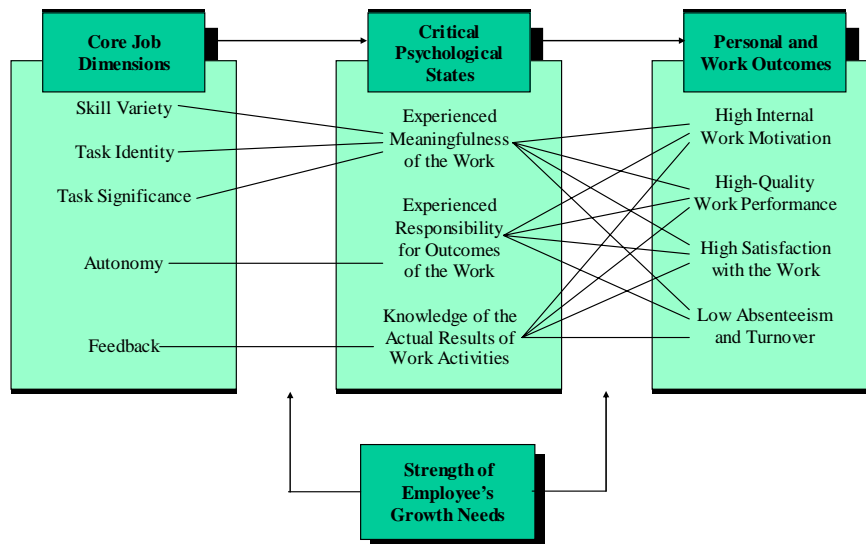 Core Job
Dimensions
Critical
Psychological
States
Personal and
Work Outcomes
Skill Variety
Task Identity
Task Significance
Autonomy
Feedback
Experienced
Meaningfulness
of the Work
Experienced
Responsibility
for Outcomes
of the Work
Knowledge of the
Actual Results of
Work Activities
High Internal
Work Motivation
High-Quality
Work Performance
High Satisfaction
with the Work
Low Absenteeism
and Turnover
Strength of
Employee’s
Growth Needs